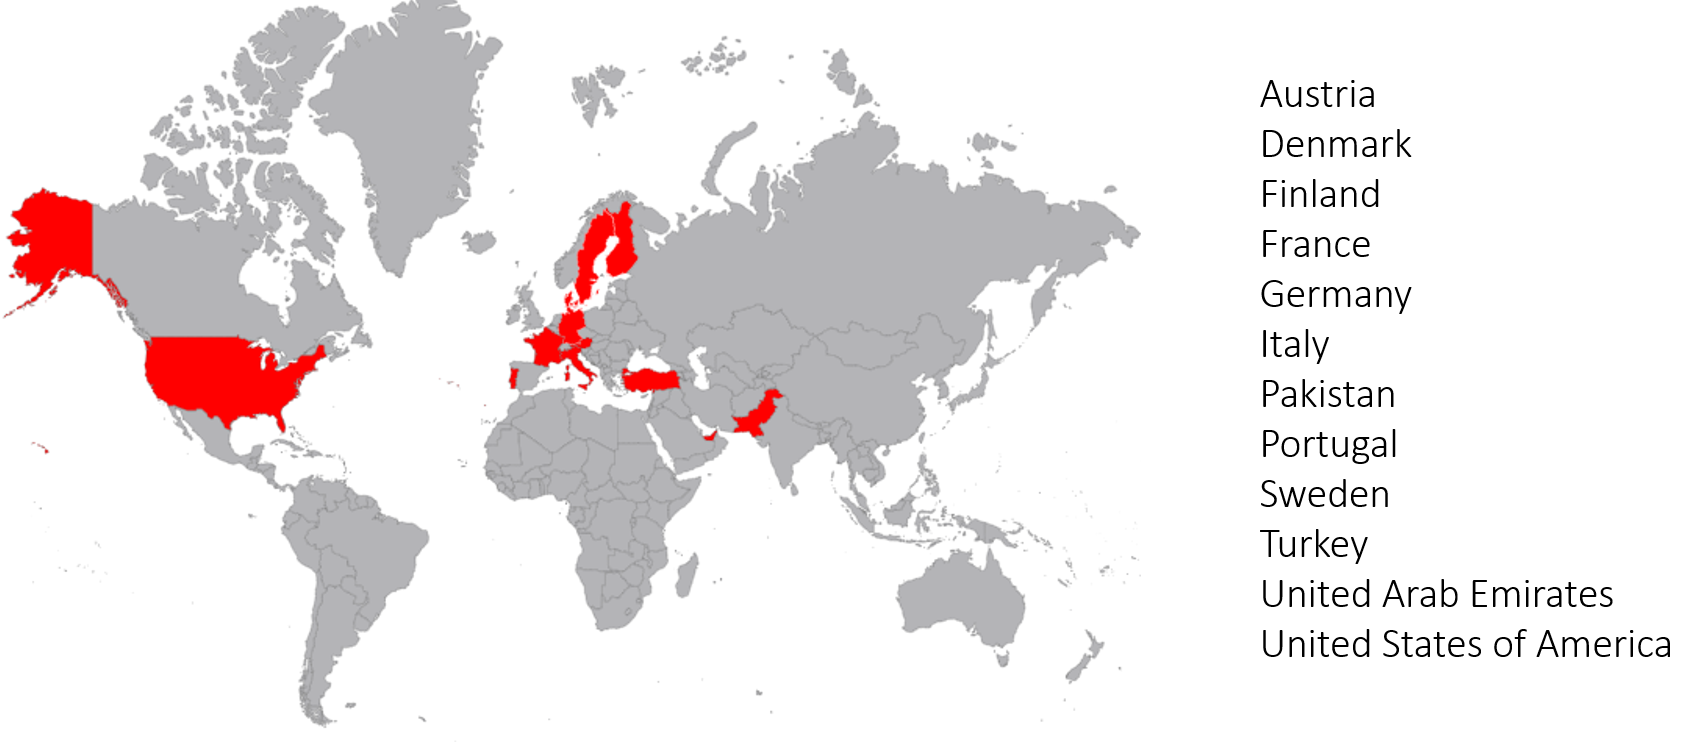 Austria
Denmark
Finland
France
Germany
Italy
Pakistan
Portugal
Sweden
Turkey
United Arab Emirates
United States of America